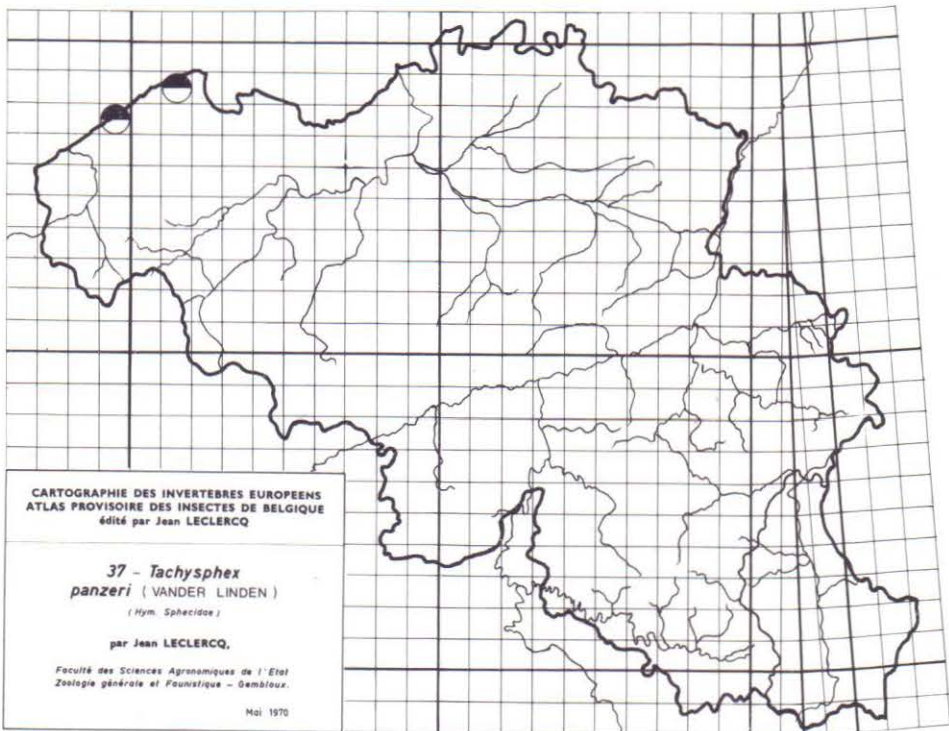 CARTOGRAPHIE DES INVERTEBRES EUROPEENS
ATLAS PROVISOIRE DES INSECTES DE BELGIQUE
édité par Jean LECLERCQ
37 - Tachysphex
panzeri ( VANDER LINDEN )
( Hym. Sphecidae )
par Jean LECLERCQ,
Faculté des Sciences Agronomiques de l'Etat
Zoologie générale et Faunistique - Gembloux.
Mai 1970